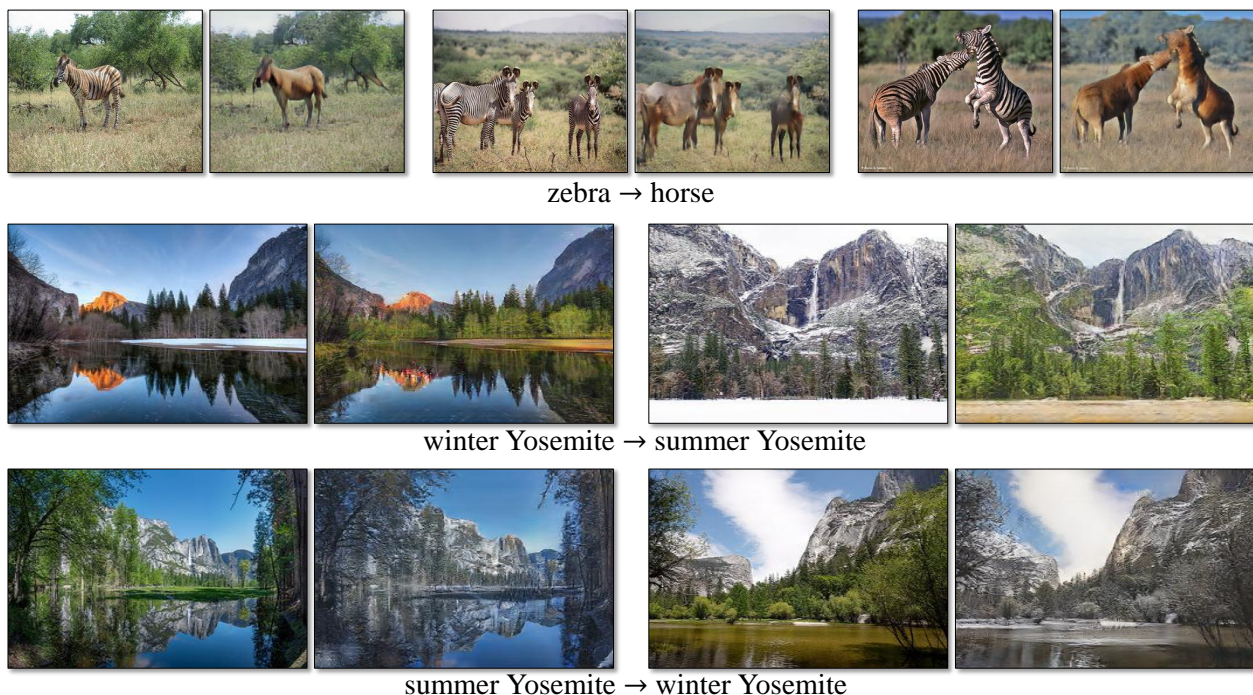 zebra → horse
winter Yosemite → summer Yosemite
summer Yosemite → winter Yosemite